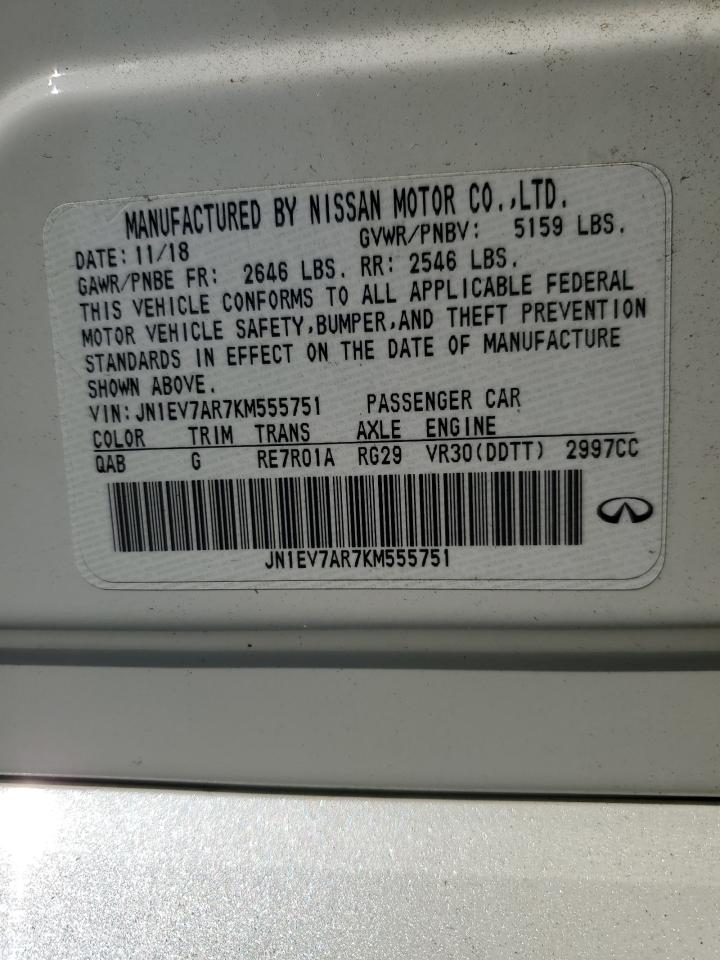 MANUFACTURED BY NISSAN MOTOR CO.,LTD.
DATE: 11/18 GVWR/PNBV: 5159 LBS.
GAWR/PNBE FR: 2646 LBS. RR: 2546 LBS.
THIS VEHICLE CONFORMS TO ALL APPLICABLE FEDERAL
MOTOR VEHICLE SAFETY,BUMPER,AND THEFT PREVENTION
STANDARDS IN EFFECT ON THE DATE OF MANUFACTURE
SHOWN ABOVE.
VIN:JN1EV7AR7KM555751 PASSENGER CAR
COLOR TRIM TRANS AXLE ENGINE
QAB G RE7R01A RG29 VR30(DDTT) 2997CC
JN1EV7AR7KM555751